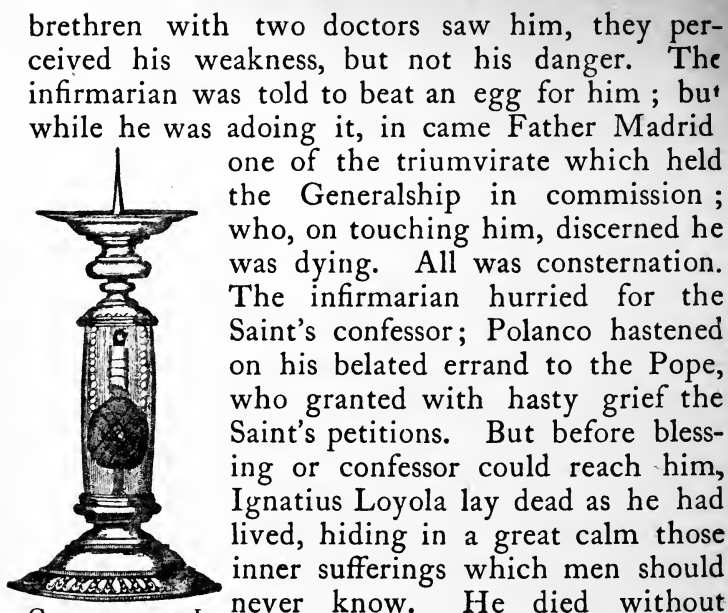 brethren with two doctors saw him, they per-
ceived his weakness, but not his danger. The
infirmarian was told to beat an egg for him ; but
while he was adoing it, in came Father Madrid
one of the triumvirate which held
the Generalship in commission ;
who, on touching him, discerned he
was dying. All was consternation.
The infirmarian hurried for the
Saint's confessor; Polanco hastened
on his belated errand to the Pope,
who granted with hasty grief the
Saint's petitions. But before bless-
ing or confessor could reach him,
Ignatius Loyola lay dead as he had
lived, hiding in a great calm those
inner sufferings which men should
never know. He died without